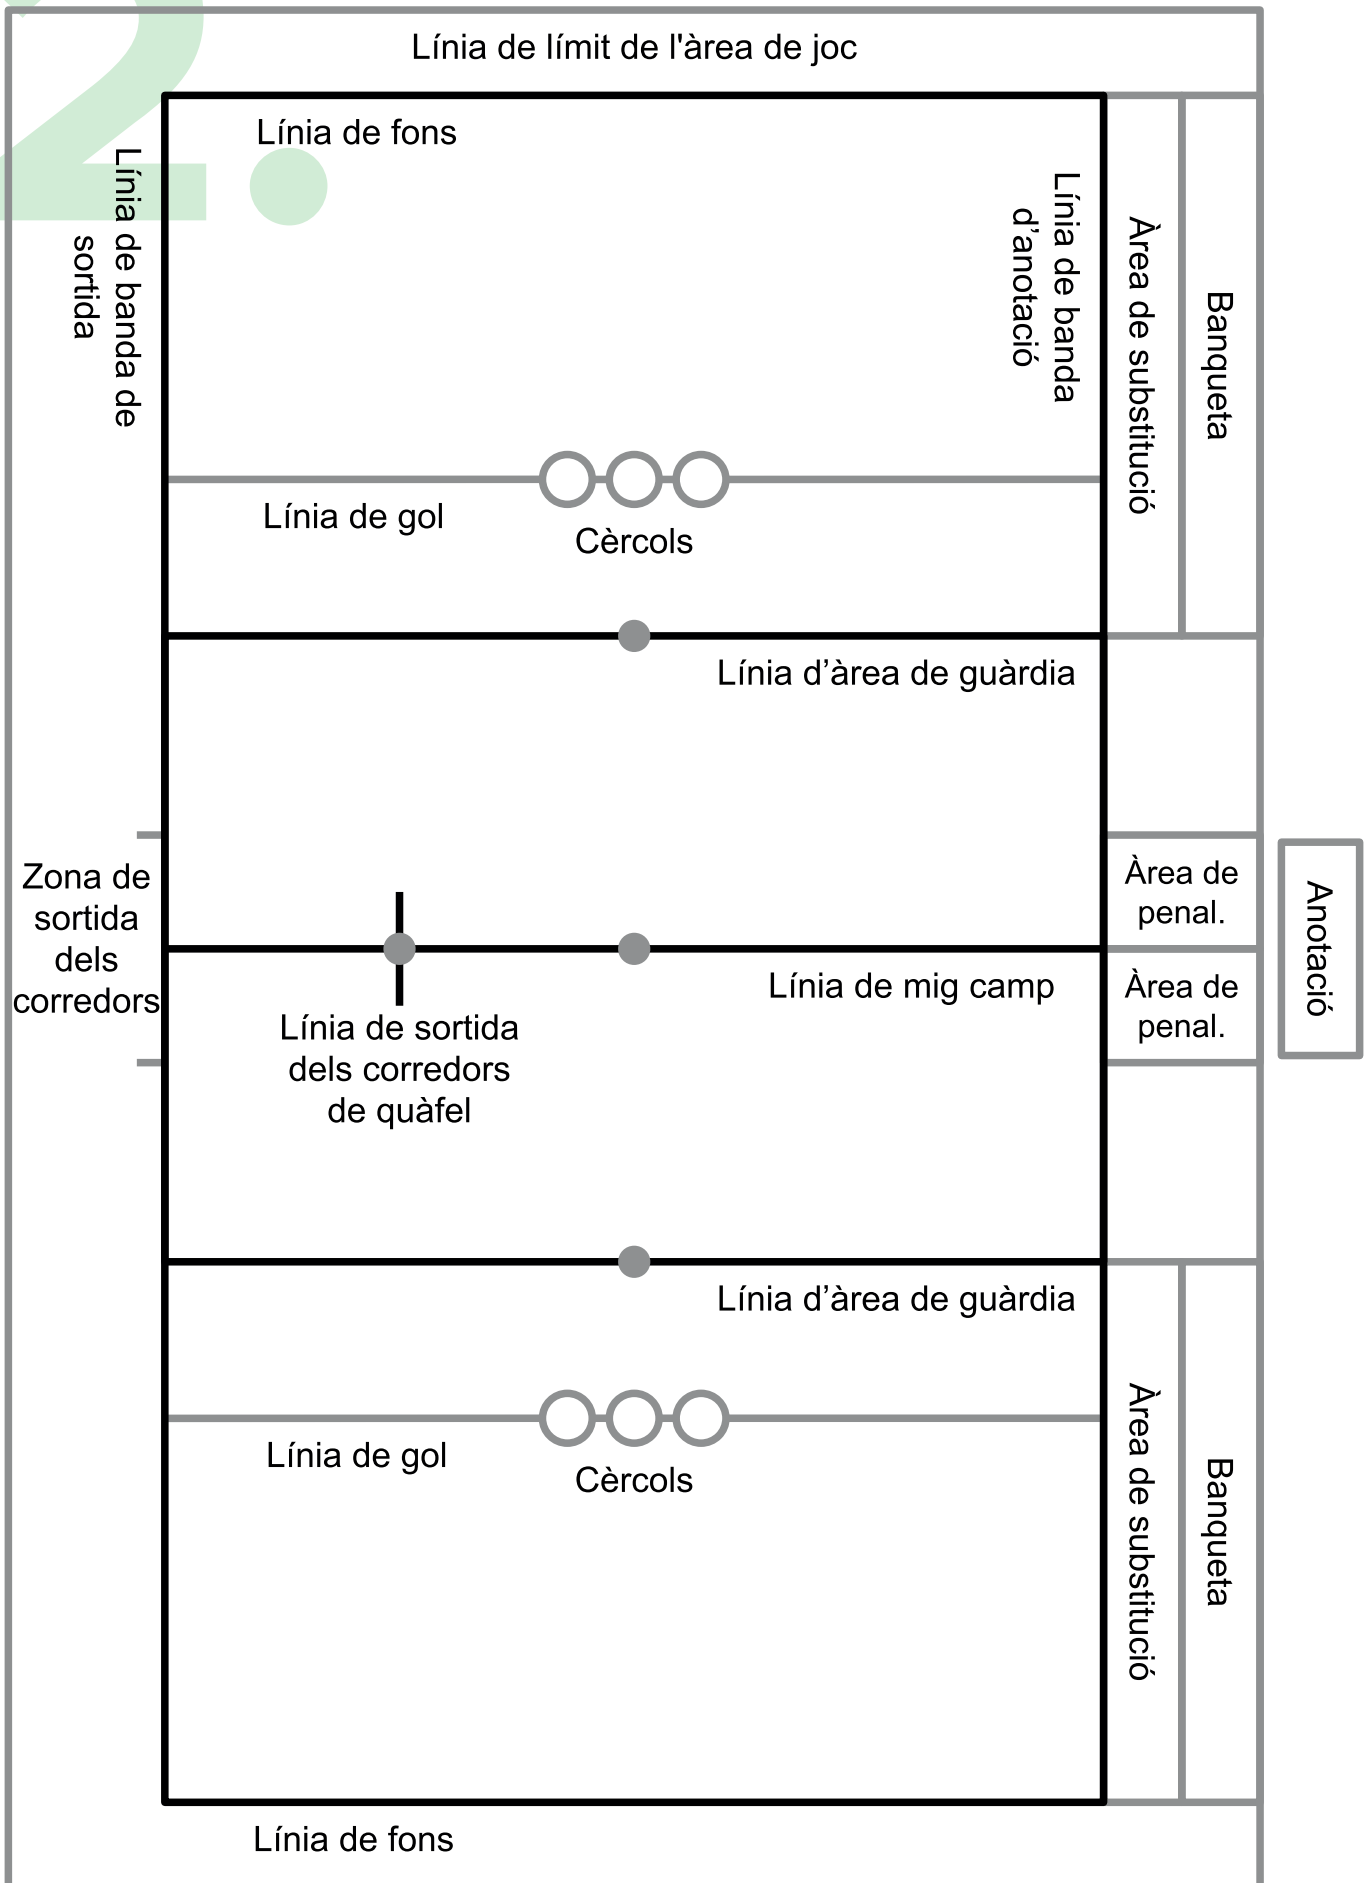 2.
Línia de límit de l'àrea de joc
Línia de fons
Línia de banda de
sortida
Línia de banda
d’anotació
Àrea de substitució
Banqueta
Línia de gol
Cèrcols
Línia d’àrea de guàrdia
Zona de
sortida
dels
corredors
Àrea de
penal.
Anotació
Línia de mig camp
Àrea de
penal.
Línia de sortida
dels corredors
de quàfel
Línia d’àrea de guàrdia
Línia de gol
Cèrcols
Àrea de substitució
Banqueta
Línia de fons